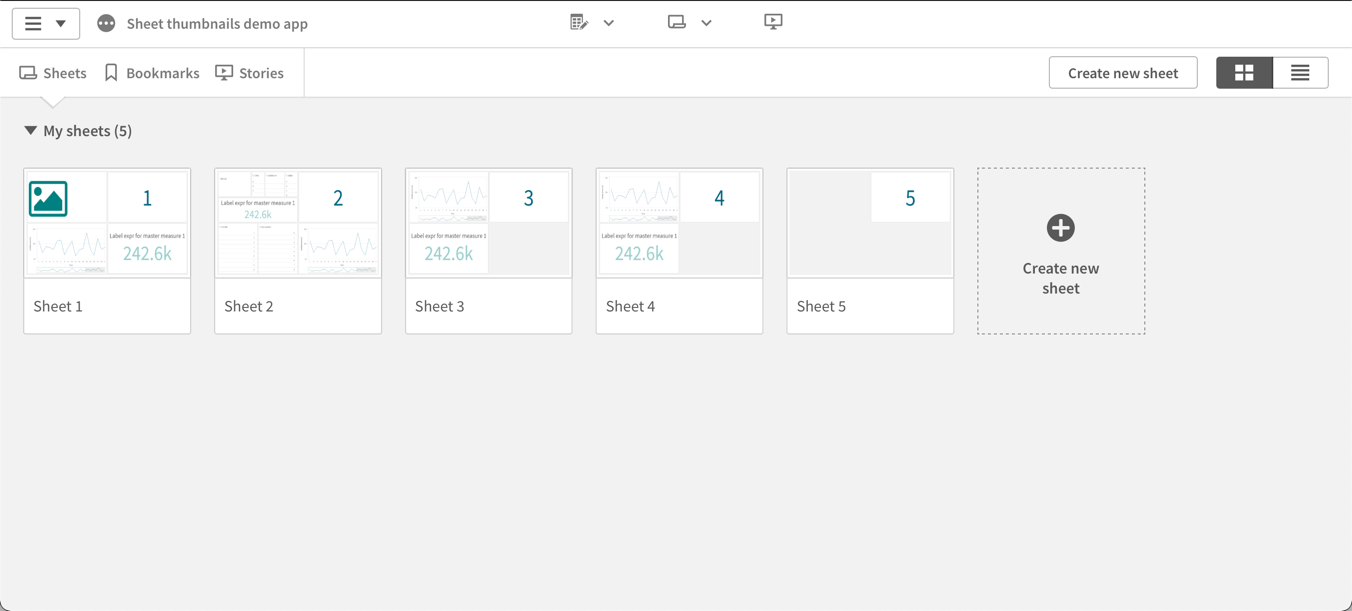 Sheet thumbnails demo app
Sheets
Bookmarks
Stories
Create new sheet
My sheets (5)
1
Label expr for master measure 1
242.6k
Sheet 1
2
Label expr for master measure 1
242.6k
Sheet 2
3
Label expr for master measure 1
242.6k
Sheet 3
4
Label expr for master measure 1
242.6k
Sheet 4
5
Sheet 5
Create new
sheet